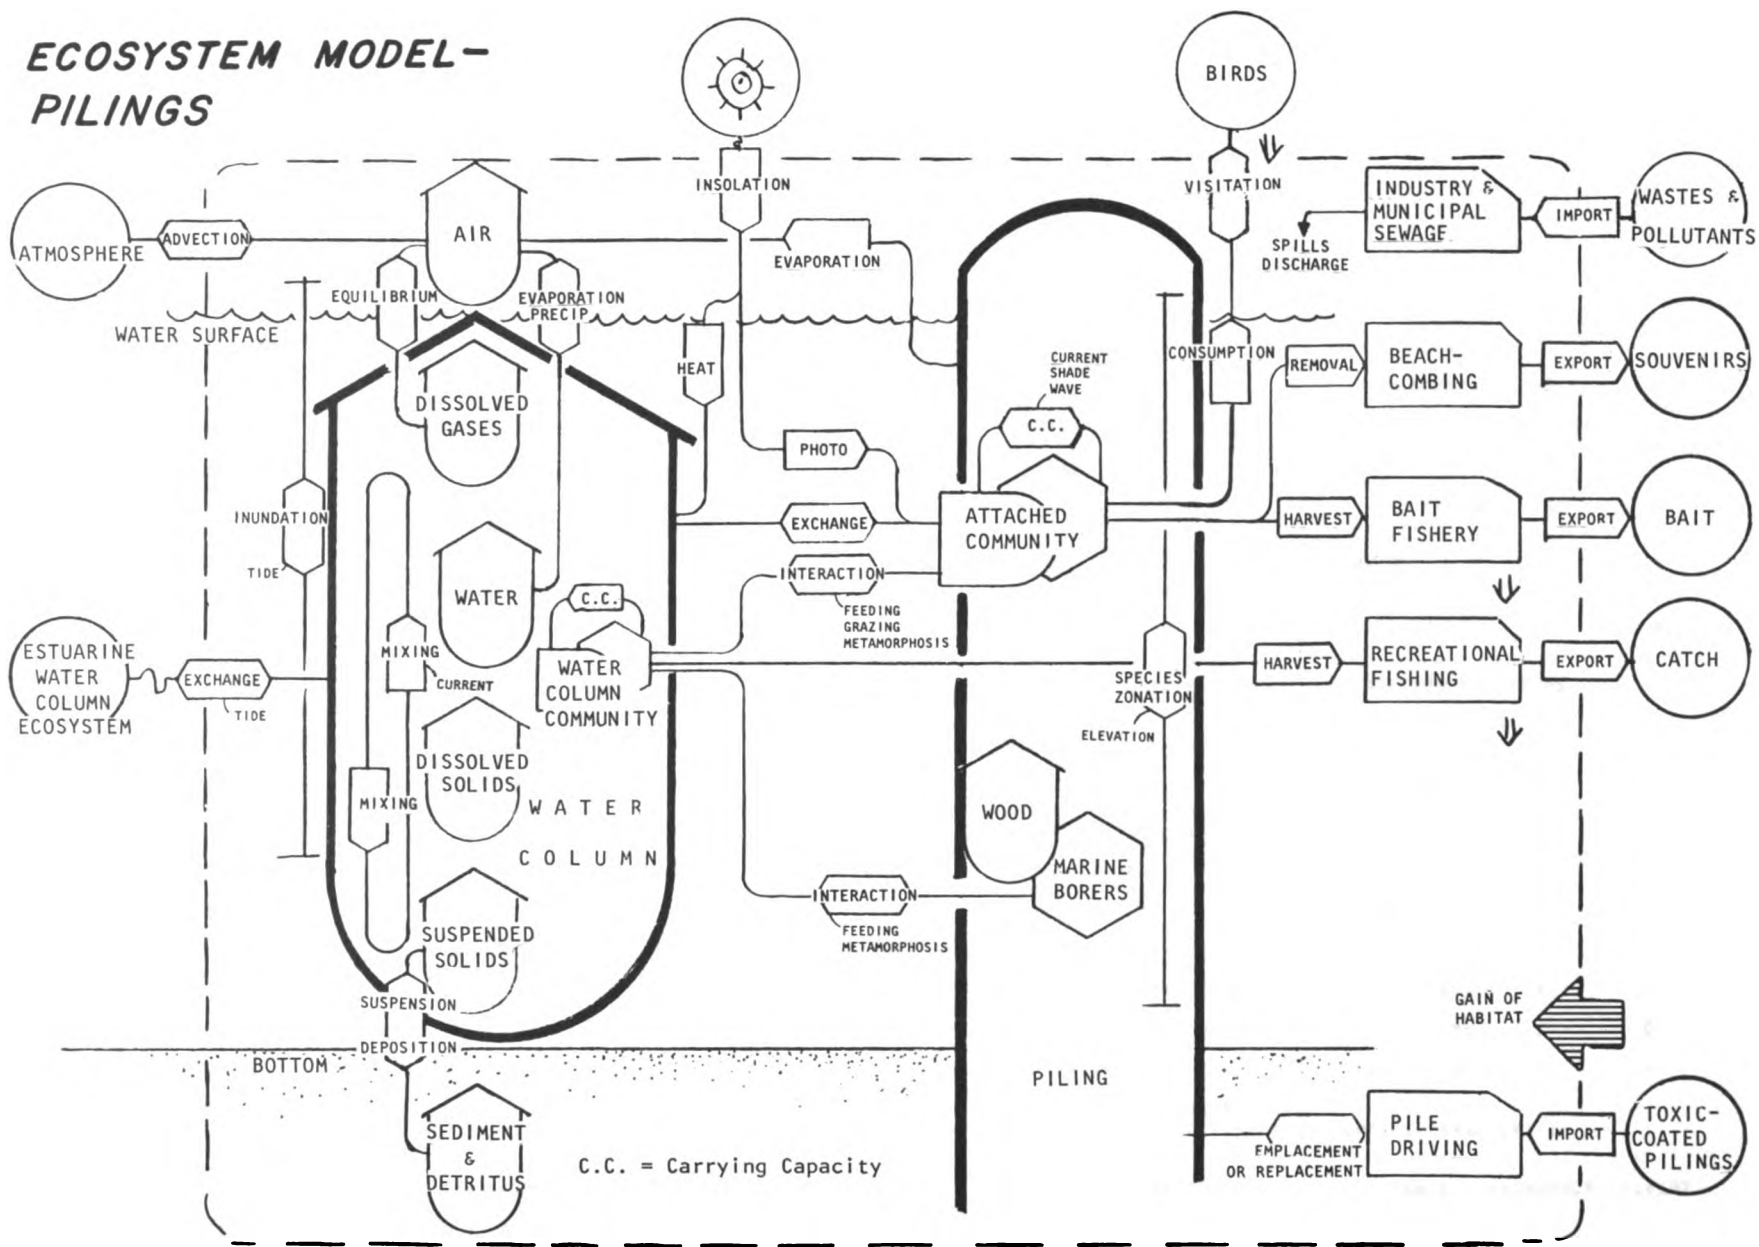 ECOSYSTEM MODEL-
PILINGS
BIRDS
INSOLATION
VISITATION
INDUSTRY &
MUNICIPAL
SEWAGE
IMPORT
WASTES &
POLLUTANTS
ATMOSPHERE
ADVECTION
AIR
EVAPORATION
SPILLS
DISCHARGE
EQUILIBRIUM
EVAPORATION
PRECIP.
WATER SURFACE
HEAT
CURRENT
SHADE
WAVE
CONSUMPTION
REMOVAL
BEACH-
COMBING
EXPORT
SOUVENIRS
DISSOLVED
GASES
C.C.
PHOTO
INUNDATION
TIDE
EXCHANGE
ATTACHED
COMMUNITY
HARVEST
BAIT
FISHERY
EXPORT
BAIT
WATER
C.C.
INTERACTION
FEEDING
GRAZING
METAMORPHOSIS
ESTUARINE
WATER
COLUMN
ECOSYSTEM
EXCHANGE
TIDE
MIXING
CURRENT
WATER
COLUMN
COMMUNITY
SPECIES
ZONATION
ELEVATION
HARVEST
RECREATIONAL
FISHING
EXPORT
CATCH
DISSOLVED
SOLIDS
MIXING
WATER
COLUMN
WOOD
MARINE
BORERS
INTERACTION
FEEDING
METAMORPHOSIS
SUSPENDED
SOLIDS
SUSPENSION
DEPOSITION
GAIN OF
HABITAT
BOTTOM
PILING
SEDIMENT
&
DETRITUS
C.C. = Carrying Capacity
EMPLACEMENT
OR REPLACEMENT
PILE
DRIVING
IMPORT
TOXIC-
COATED
PILINGS